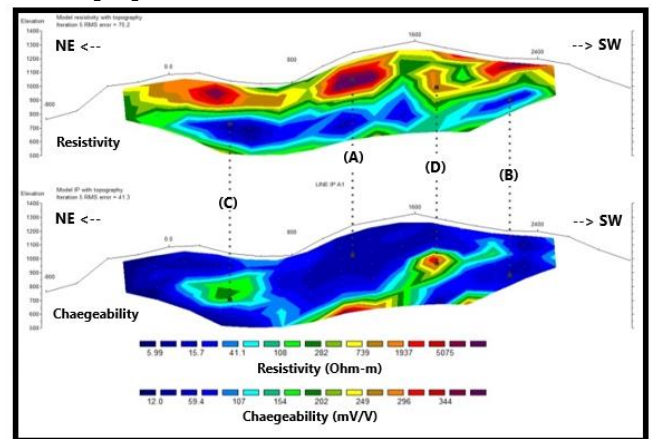 Elevation
Model resistivity with topography
Iteration 5 RMS error = 75.2
1400
1300
1200
1100
1000
900
800
700
600
500
NE <--
--> SW
-800
0.0
800
1600
2400
Resistivity
(A)
(D)
(B)
(C)
Elevation
Model IP with topography
Iteration 5 RMS error = 41.3
LINE IP A1
1400
1300
1200
1100
1000
900
800
700
600
500
NE <--
--> SW
-800
0.0
800
1600
2400
Chaegeability
5.99 15.7 41.1 108 282 739 1937 5075
Resistivity (Ohm-m)
12.0 59.4 107 154 202 249 296 344
Chaegeability (mV/V)